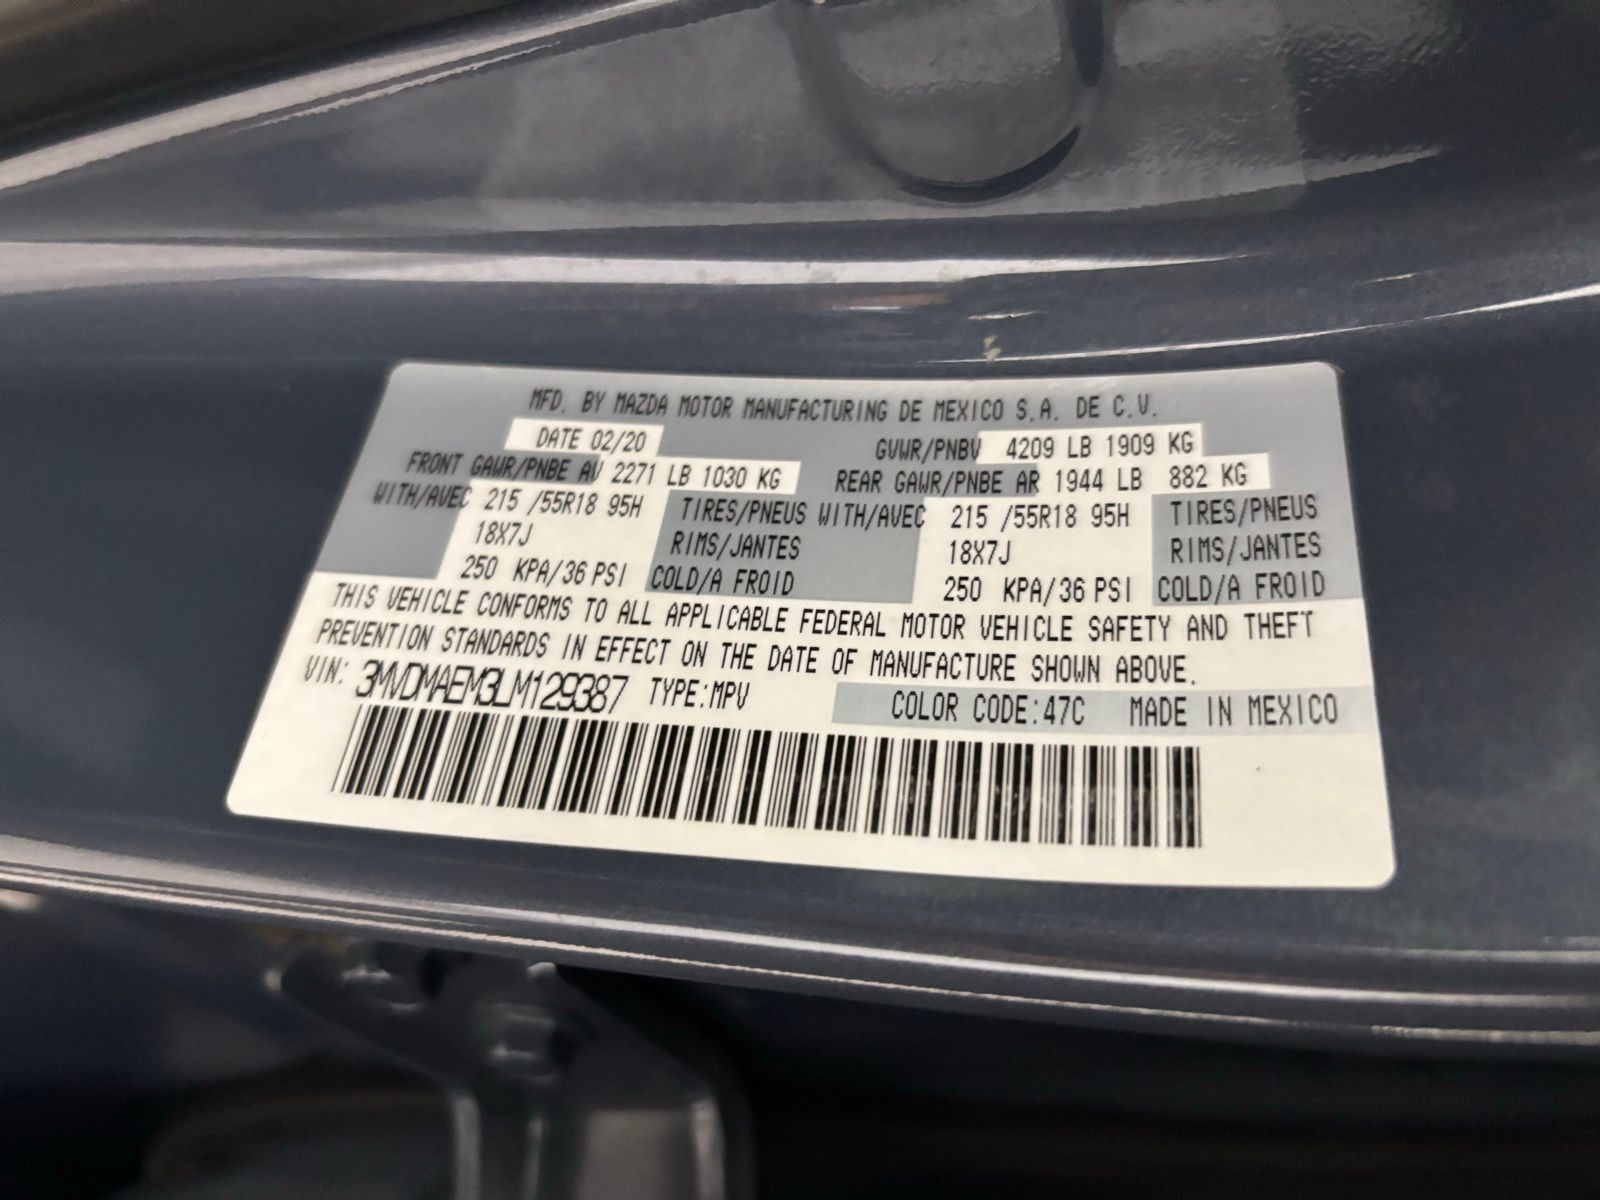 MFD. BY MAZDA MOTOR MANUFACTURING DE MEXICO S.A. DE C.V.
DATE 02/20 GVWR/PNBV 4209 LB 1909 KG
FRONT GAWR/PNBE AV 2271 LB 1030 KG REAR GAWR/PNBE AR 1944 LB 882 KG
WITH/AVEC 215 /55R18 95H TIRES/PNEUS WITH/AVEC 215 /55R18 95H TIRES/PNEUS
18X7J RIMS/JANTES 18X7J RIMS/JANTES
250 KPA/36 PSI COLD/A FROID 250 KPA/36 PSI COLD/A FROID
THIS VEHICLE CONFORMS TO ALL APPLICABLE FEDERAL MOTOR VEHICLE SAFETY AND THEFT
PREVENTION STANDARDS IN EFFECT ON THE DATE OF MANUFACTURE SHOWN ABOVE.
VIN: 3MVDMAEM3LM129387 TYPE:MPV COLOR CODE:47C MADE IN MEXICO